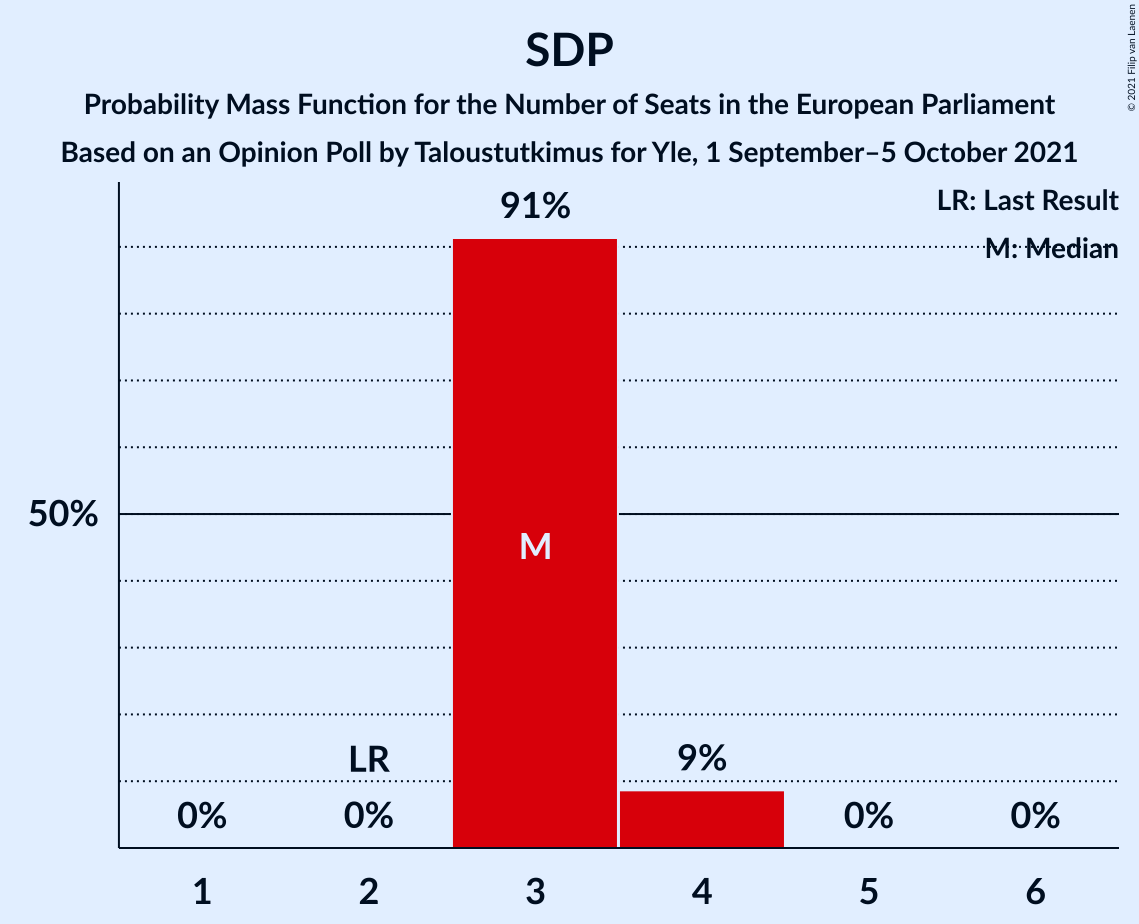 SDP
Probability Mass Function for the Number of Seats in the European Parliament
Based on an Opinion Poll by Taloustutkimus for Yle, 1 September–5 October 2021
© 2021 Filip van Laenen
LR: Last Result
M: Median
91%
50%
M
LR
9%
0%
0%
0%
0%
1
2
3
4
5
6